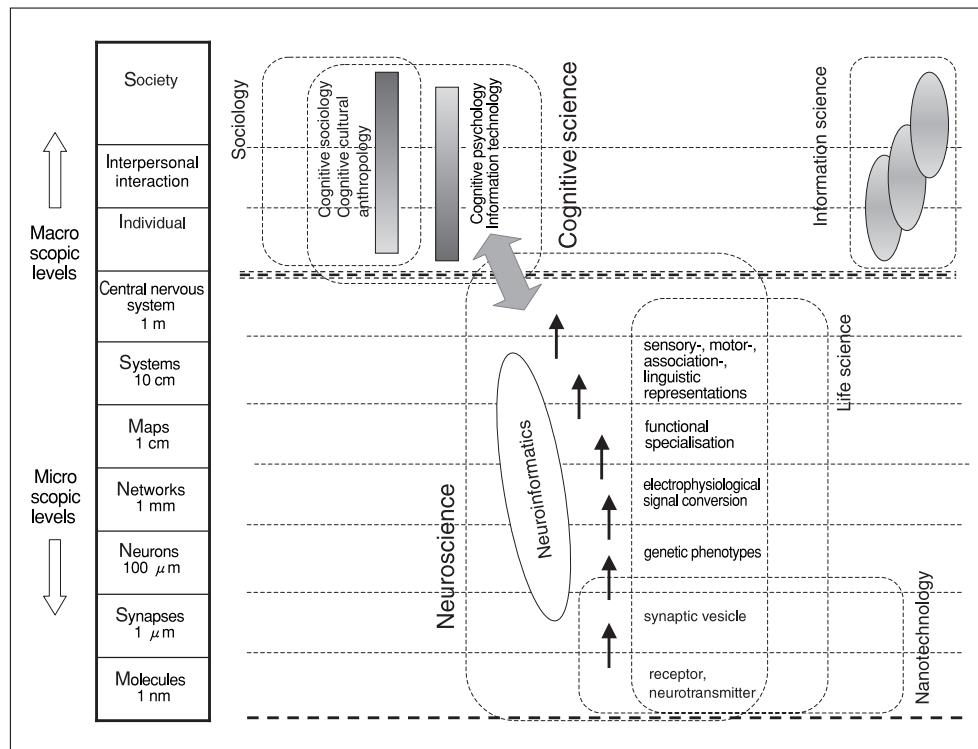 Society
Interpersonal
interaction
Individual
Central nervous
system
1 m
Systems
10 cm
Maps
1 cm
Networks
1 mm
Neurons
100 μm
Synapses
1 μm
Molecules
1 nm
Macro
scopic
levels
Micro
scopic
levels
Sociology
Cognitive sociology
Cognitive cultural
anthropology
Cognitive psychology
Information technology
Cognitive science
Information science
Neuroscience
Neuroinformatics
sensory-, motor-,
association-,
linguistic
representations
functional
specialisation
electrophysiological
signal conversion
genetic phenotypes
synaptic vesicle
receptor,
neurotransmitter
Life science
Nanotechnology